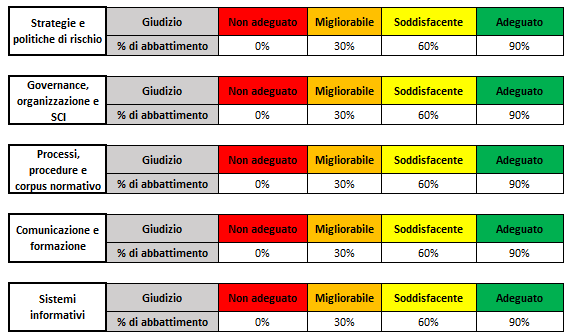 Strategie e politiche di rischio
Giudizio Non adeguato Migliorabile Soddisfacente Adeguato
% di abbattimento 0% 30% 60% 90%
Governance, organizzazione e SCI
Giudizio Non adeguato Migliorabile Soddisfacente Adeguato
% di abbattimento 0% 30% 60% 90%
Processi, procedure e corpus normativo
Giudizio Non adeguato Migliorabile Soddisfacente Adeguato
% di abbattimento 0% 30% 60% 90%
Comunicazione e formazione
Giudizio Non adeguato Migliorabile Soddisfacente Adeguato
% di abbattimento 0% 30% 60% 90%
Sistemi informativi
Giudizio Non adeguato Migliorabile Soddisfacente Adeguato
% di abbattimento 0% 30% 60% 90%